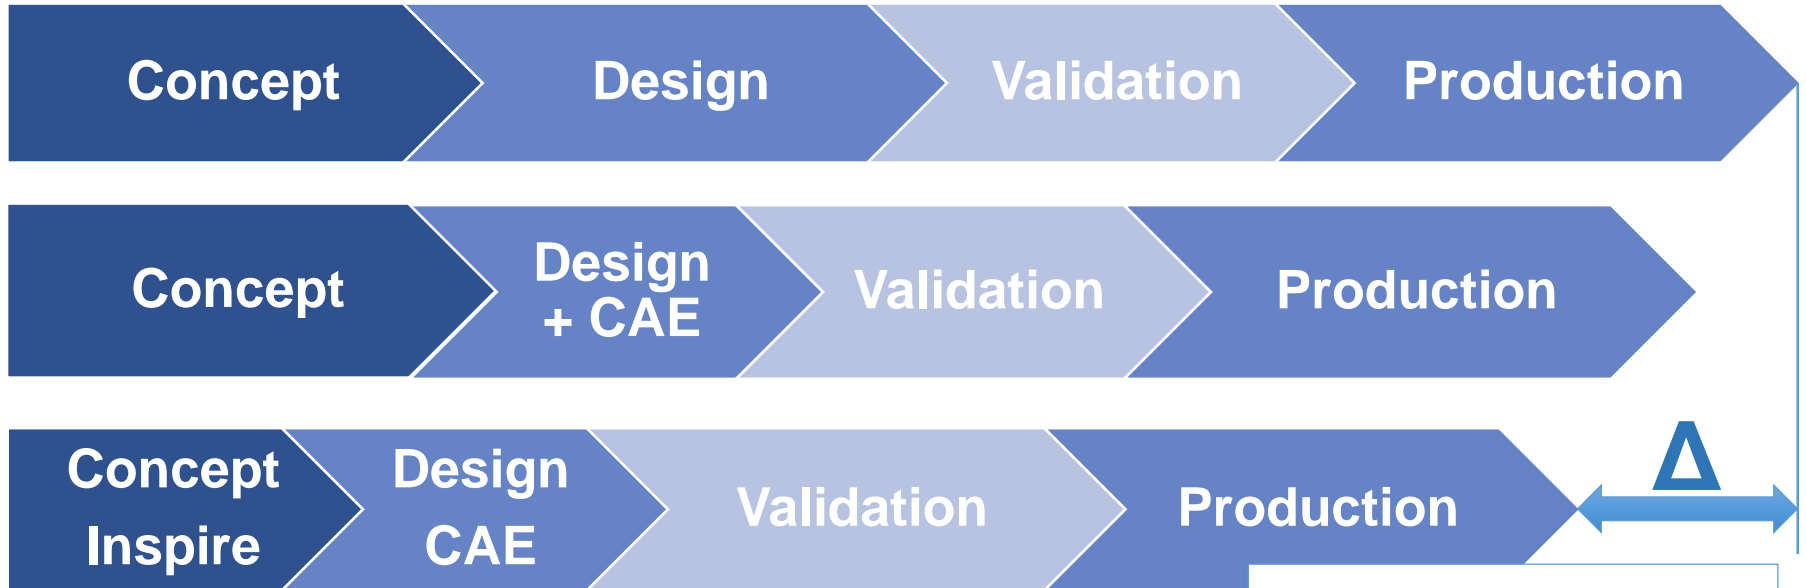 Concept
Design
Validation
Production
Concept
Design
+ CAE
Validation
Production
Concept
Inspire
Design
CAE
Validation
Production
Δ